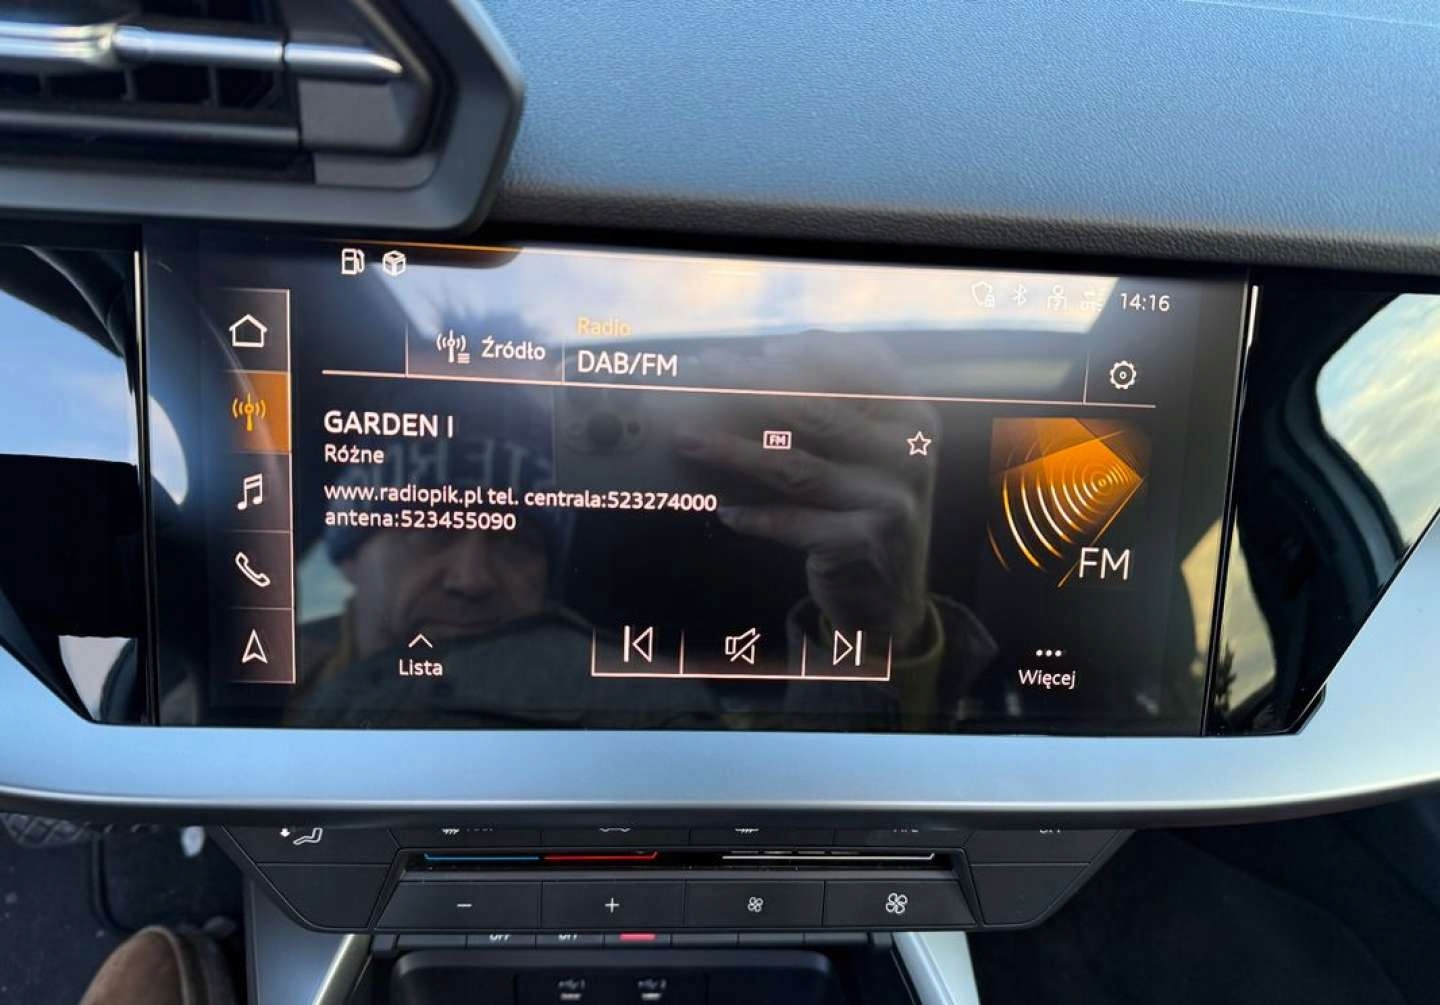 14:16
Źródło
Radio
DAB/FM
GARDEN I
Różne
FM
www.radiopik.pl tel. centrala:523274000
antena:523455090
FM
Lista
Więcej
- +
OFF